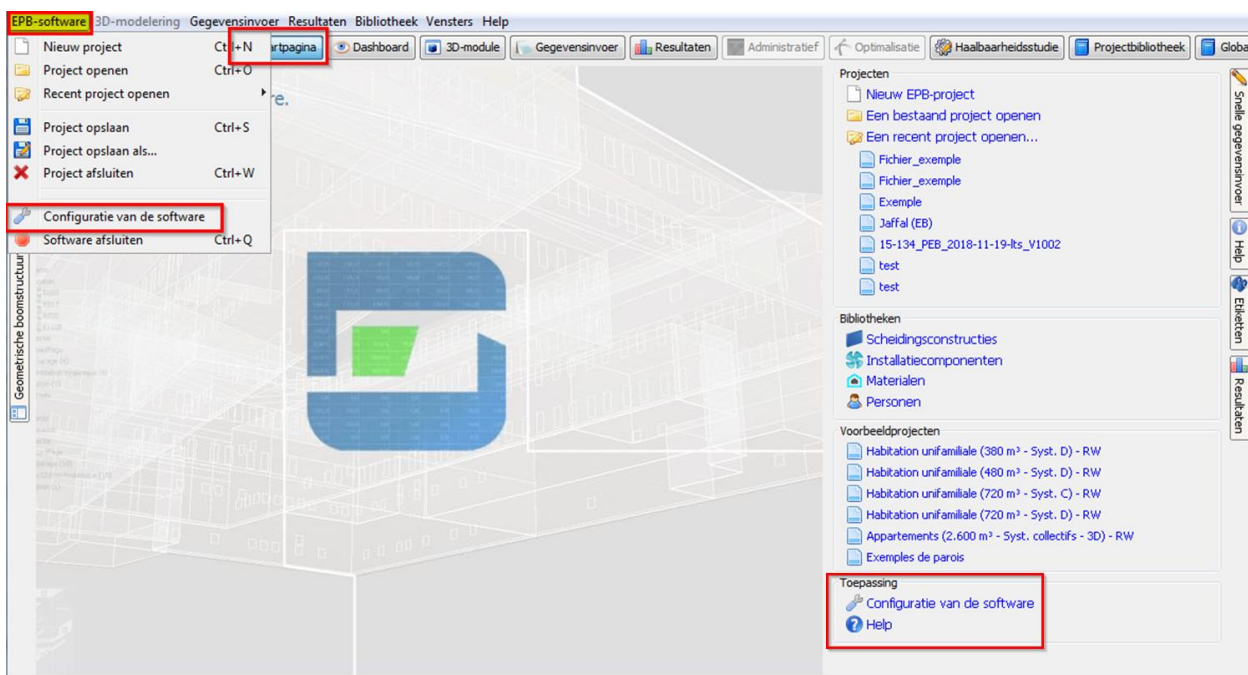 EPB-software 3D-modelering Gegevensinvoer Resultaten Bibliotheek Vensters Help
Nieuw project Ctrl+N
Project openen Ctrl+O
Recent project openen
Project opslaan Ctrl+S
Project opslaan als...
Project afsluiten Ctrl+W
Configuratie van de software
Software afsluiten Ctrl+Q
rtpagina Dashboard 3D-module Gegevensinvoer Resultaten Administratief Optimalisatie Haalbaarheidsstudie Projectbibliotheek Globa
re.
Geometrische boomstructuur
Projecten
Nieuw EPB-project
Een bestaand project openen
Een recent project openen...
Fichier_exemple
Fichier_exemple
Exemple
Jaffal (EB)
15-134_PEB_2018-11-19-lts_V1002
test
test
Bibliotheken
Scheidingsconstructies
Installatiecomponenten
Materialen
Personen
Voorbeeldprojecten
Habitation unifamiliale (380 m³ - Syst. D) - RW
Habitation unifamiliale (480 m³ - Syst. D) - RW
Habitation unifamiliale (720 m³ - Syst. C) - RW
Habitation unifamiliale (720 m³ - Syst. D) - RW
Appartements (2.600 m³ - Syst. collectifs - 3D) - RW
Exemples de parois
Toepassing
Configuratie van de software
Help
Snelle gegevensinvoer
Help
Etiketten
Resultaten